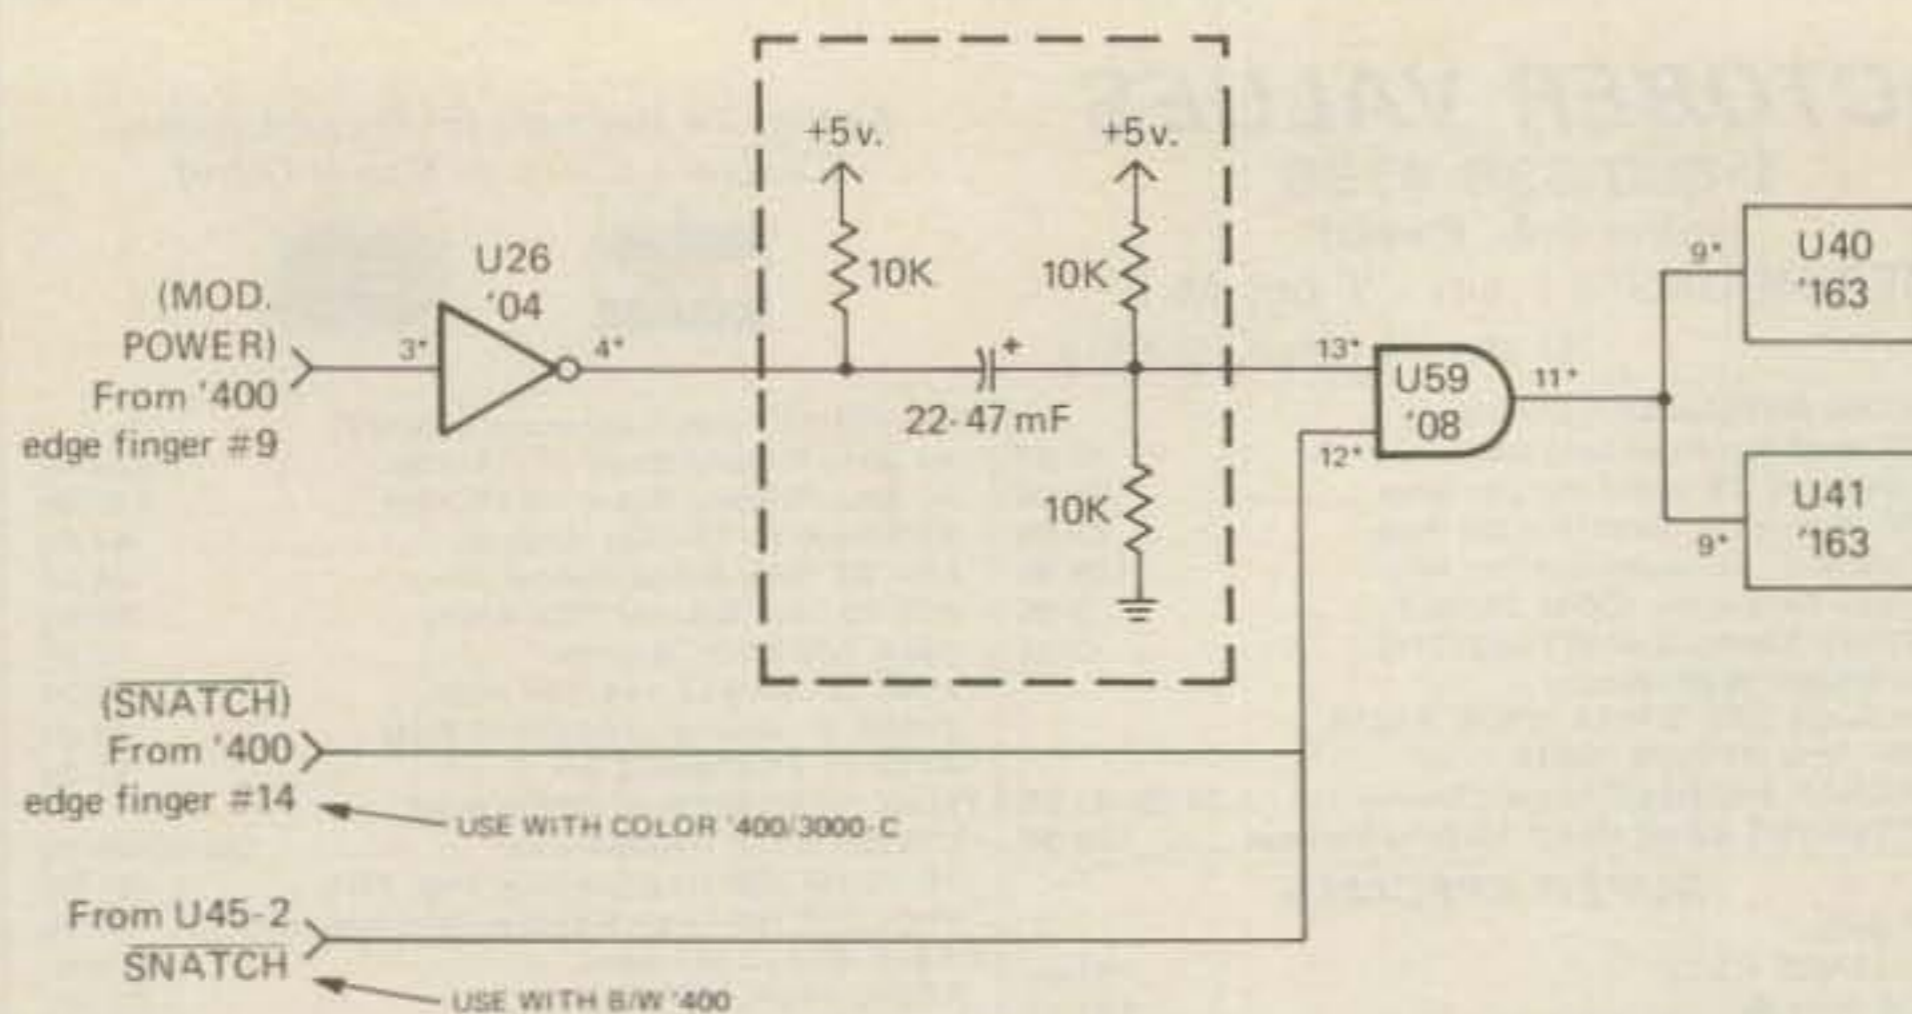 +5v.
+5v.
10K
10K
U26
'04
(MOD.
POWER)
From '400
edge finger #9
3*
4*
+
22-47 mF
10K
13*
12*
U59
'08
11*
9*
U40
'163
9*
U41
'163
(SNATCH)
From '400
edge finger #14
USE WITH COLOR '400/3000-C
From U45-2
SNATCH
USE WITH B/W '400